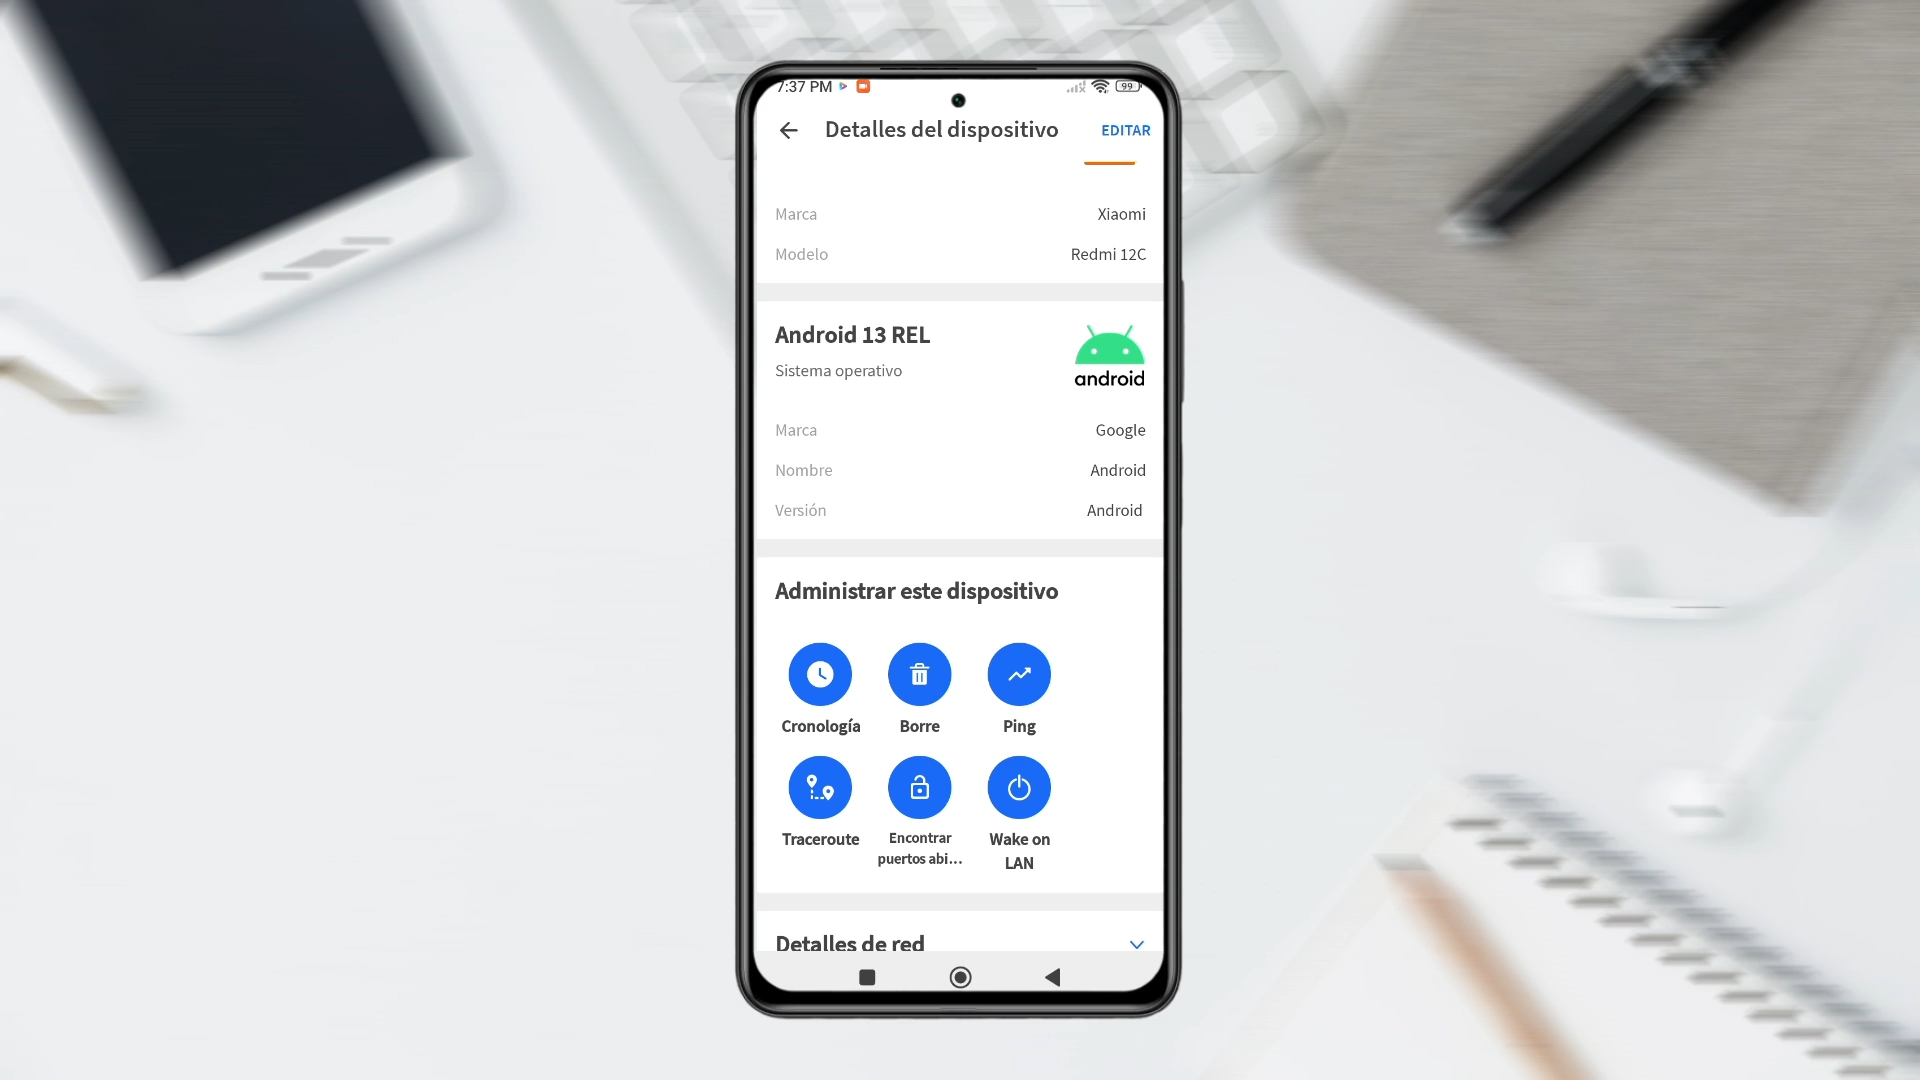 7:37 PM
99
Detalles del dispositivo
EDITAR
Marca
Xiaomi
Modelo
Redmi 12C
Android 13 REL
Sistema operativo
android
Marca
Google
Nombre
Android
Versión
Android
Administrar este dispositivo
Cronología
Borre
Ping
Traceroute
Encontrar
puertos abi...
Wake on
LAN
Detalles de red